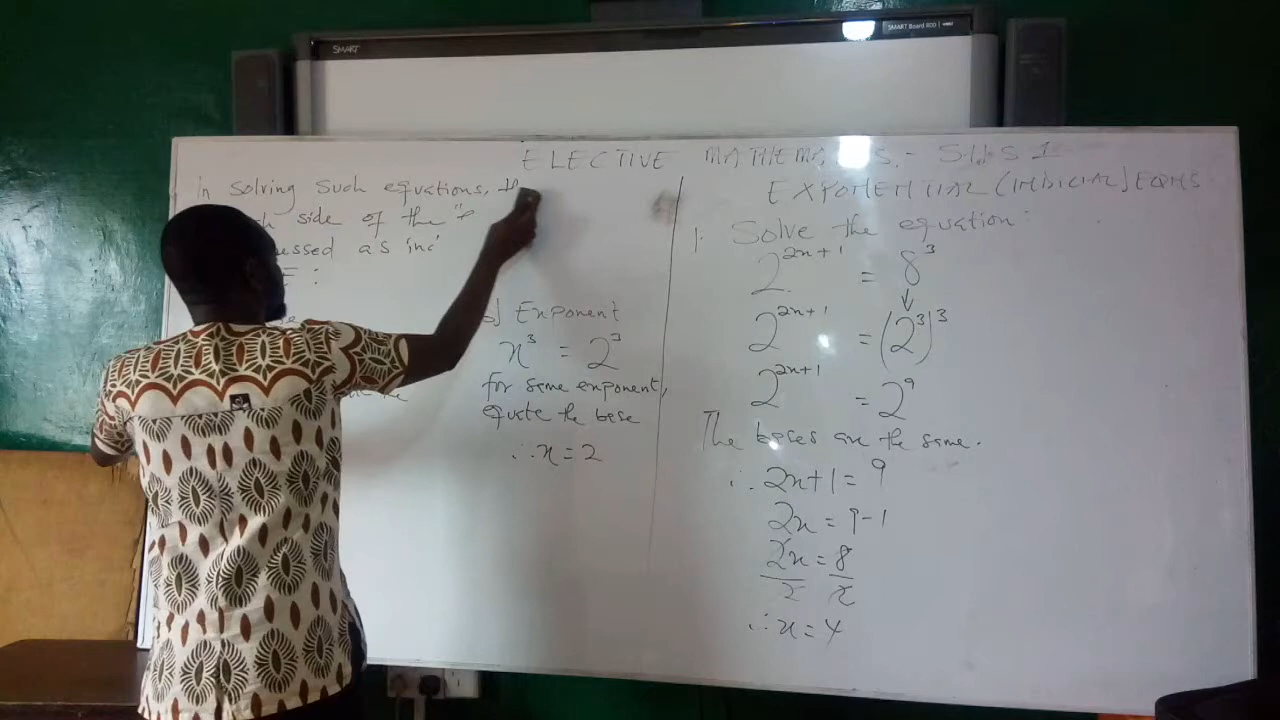 SMART
SMART Board 800
ELECTIVE MATHEMA S.- S.H.S 1
In solving such equations,
side of the
essed as inc
:
b) Exponent
x³ = 2³
for same exponent,
equate the base
∴ x = 2
EXPONENTIAL (INDICIAL) EQNS
1. Solve the equation:
2^(2x+1) = 8³
↓
2^(2x+1) = (2³)³
2^(2x+1) = 2⁹
The bases are the same.
∴ 2x+1 = 9
2x = 9-1
2x/2 = 8/2
∴ x = 4